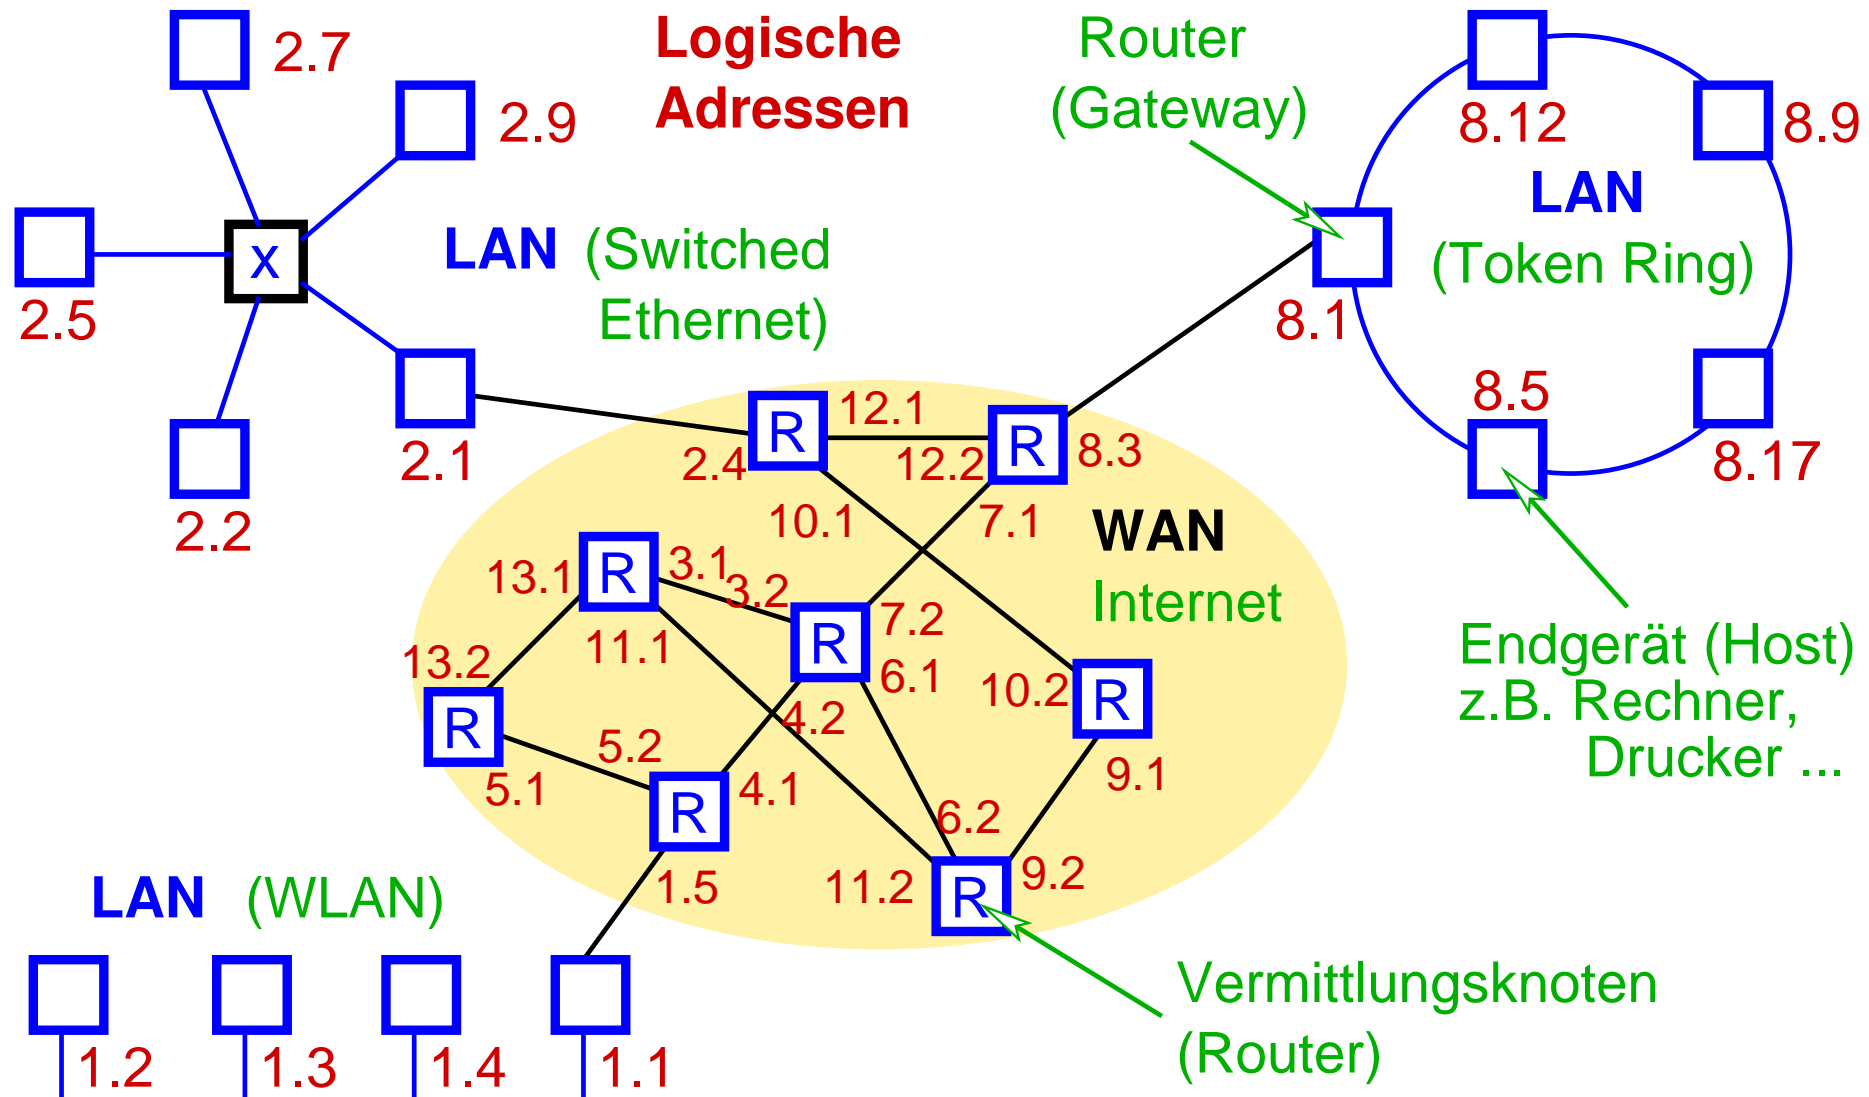 Logische
Adressen
Router
(Gateway)
2.7
2.9
2.5
2.2
2.1
X
LAN (Switched
Ethernet)
8.12
8.9
LAN
(Token Ring)
8.1
8.5
8.17
R
12.1
2.4
10.1
R
12.2
8.3
7.1
WAN
Internet
13.1
R
3.1
11.1
3.2
R
7.2
6.1
4.2
10.2
R
9.1
13.2
R
5.1
5.2
R
4.1
1.5
6.2
11.2
R
9.2
Endgerät (Host)
z.B. Rechner,
Drucker ...
Vermittlungsknoten
(Router)
LAN (WLAN)
1.2
1.3
1.4
1.1